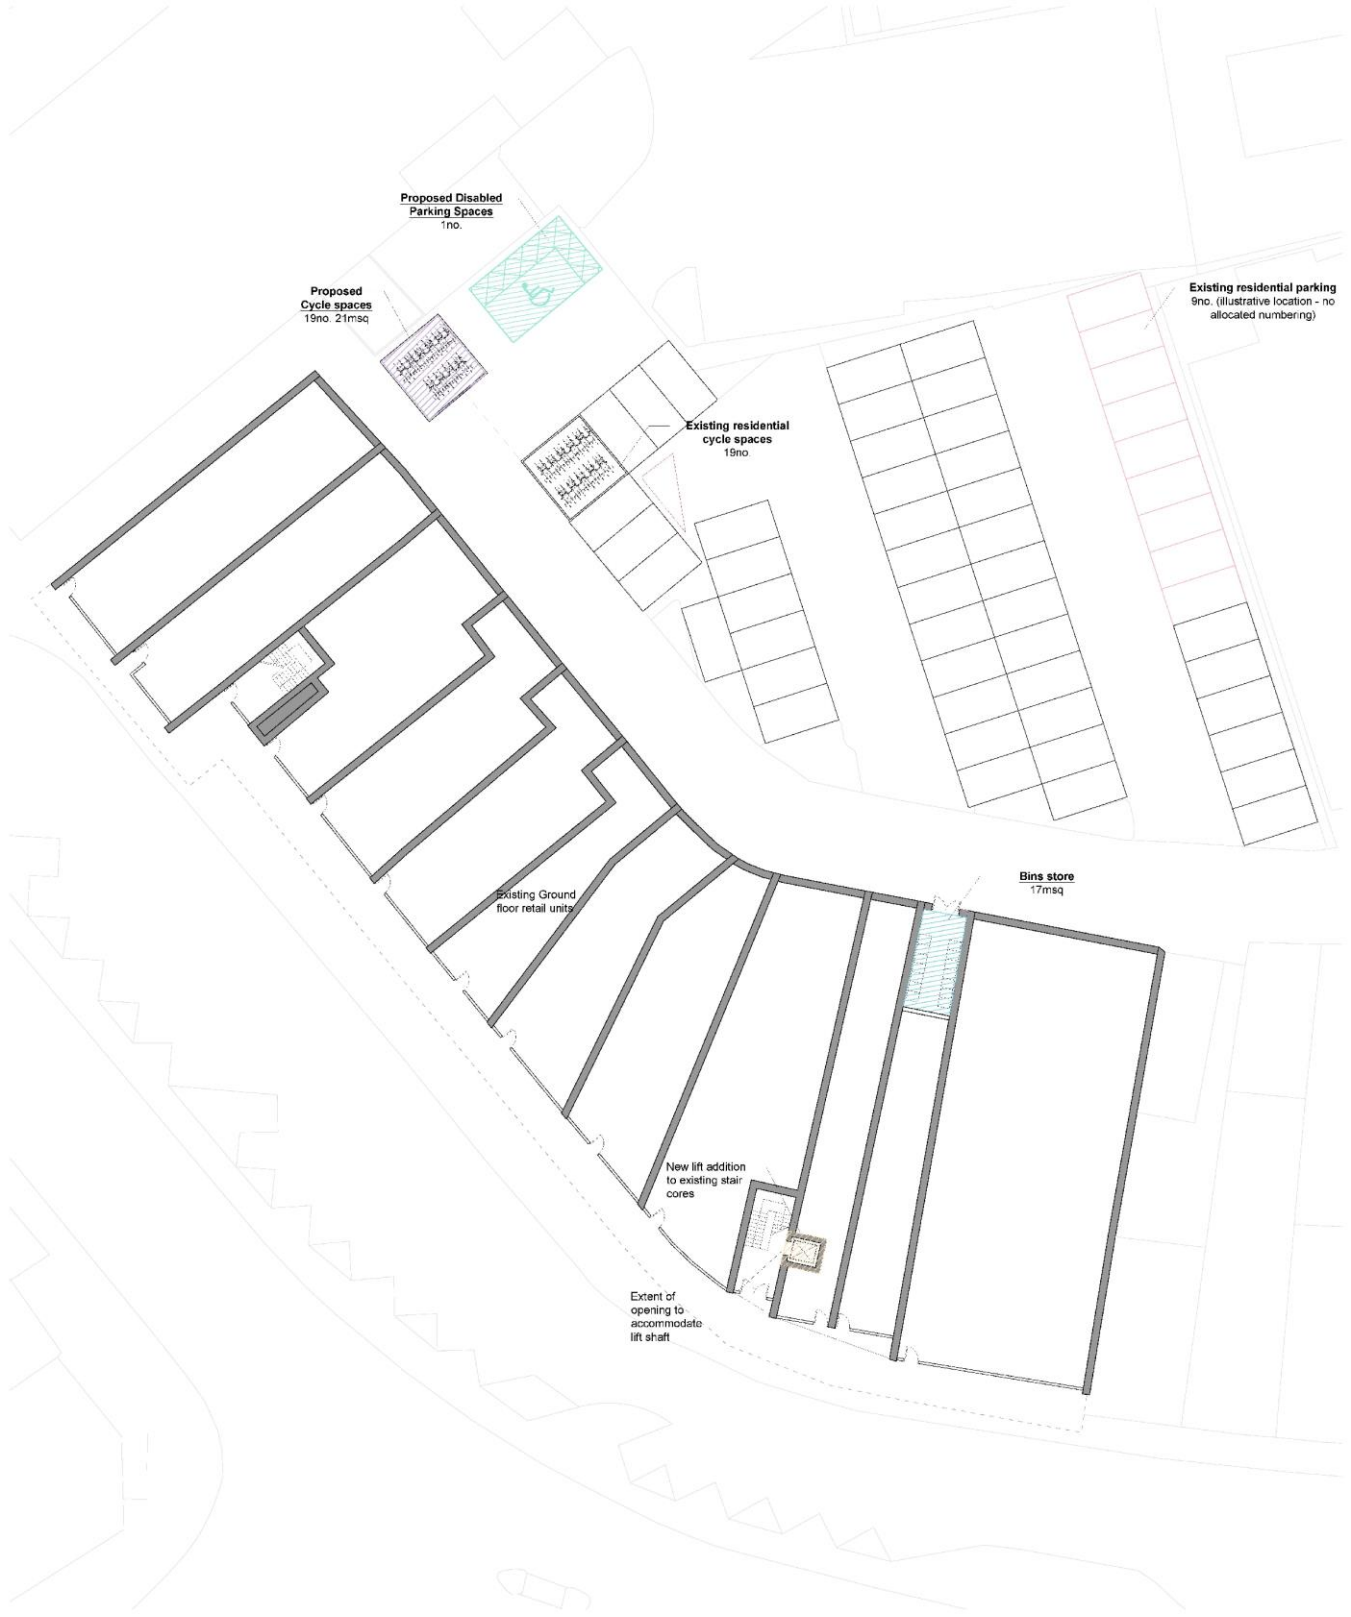 Proposed Disabled
Parking Spaces
1no.
Proposed
Cycle spaces
19no. 21msq
Existing residential parking
9no. (illustrative location - no
allocated numbering)
Existing residential
cycle spaces
19no
Bins store
17msq
Existing Ground
floor retail units
New lift addition
to existing stair
cores
Extent of
opening to
accommodate
lift shaft